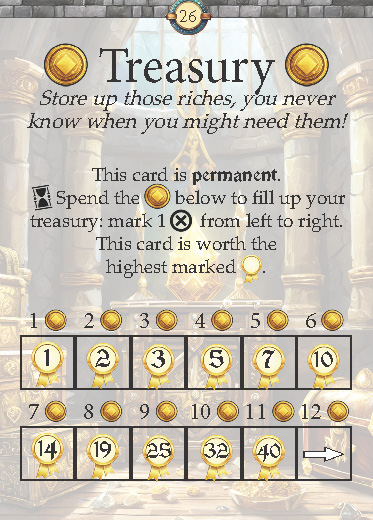 26
Treasury
Store up those riches, you never
know when you might need them!
This card is permanent.
Spend the below to fill up your
treasury: mark 1 from left to right.
This card is worth the
highest marked .
1 2 3 4 5 6
1 2 3 5 7 10
7 8 9 10 11 12
14 19 25 32 40